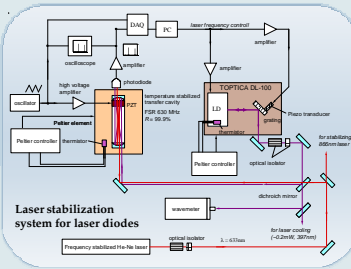 DAQ
PC
laser frequency controll
amplifier
oscilloscope
amplifier
amplifier
photodiode
TOPTICA DL-100
high voltage
amplifier
temperature stabilized
transfer cavity
FSR 630 MHz
R= 99.9%
oscillator
PZT
LD
grating
Piezo transducer
Peltier element
thermistor
Peltier controller
thermistor
Peltier controller
optical isolator
for stabilizing
866nm laser
dichroich mirror
wavemeter
Laser stabilization
system for laser diodes
for laser cooling
(~0.2mW, 397nm)
optical isolator
λ = 633nm
Frequency stabilized He-Ne laser